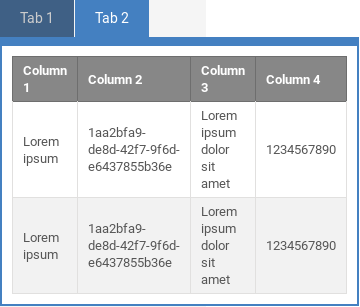 Tab 1 Tab 2
Column 1 Column 2 Column 3 Column 4
Lorem ipsum 1aa2bfa9-de8d-42f7-9f6d-e6437855b36e Lorem ipsum dolor sit amet 1234567890
Lorem ipsum 1aa2bfa9-de8d-42f7-9f6d-e6437855b36e Lorem ipsum dolor sit amet 1234567890